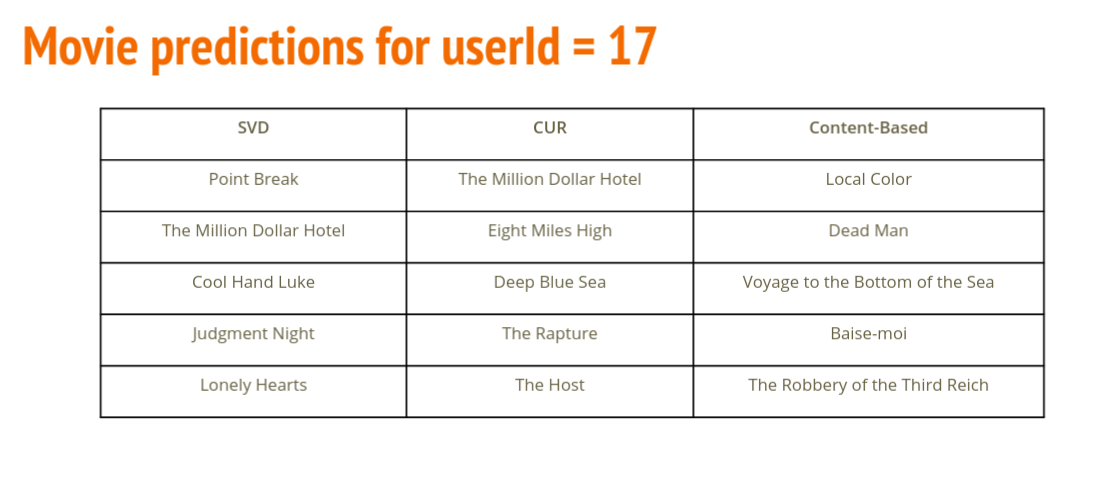 Movie predictions for userId = 17
SVD CUR Content-Based
Point Break The Million Dollar Hotel Local Color
The Million Dollar Hotel Eight Miles High Dead Man
Cool Hand Luke Deep Blue Sea Voyage to the Bottom of the Sea
Judgment Night The Rapture Baise-moi
Lonely Hearts The Host The Robbery of the Third Reich